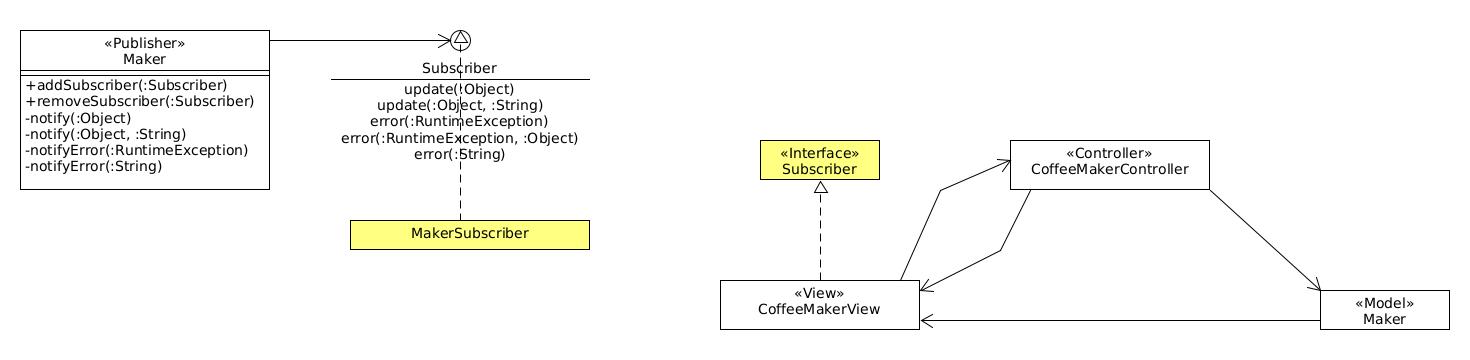 «Publisher»
Maker
+addSubscriber(:Subscriber)
+removeSubscriber(:Subscriber)
-notify(:Object)
-notify(:Object, :String)
-notifyError(:RuntimeException)
-notifyError(:String)
Subscriber
update(:Object)
update(:Object, :String)
error(:RuntimeException)
error(:RuntimeException, :Object)
error(:String)
MakerSubscriber
«Interface»
Subscriber
«Controller»
CoffeeMakerController
«View»
CoffeeMakerView
«Model»
Maker